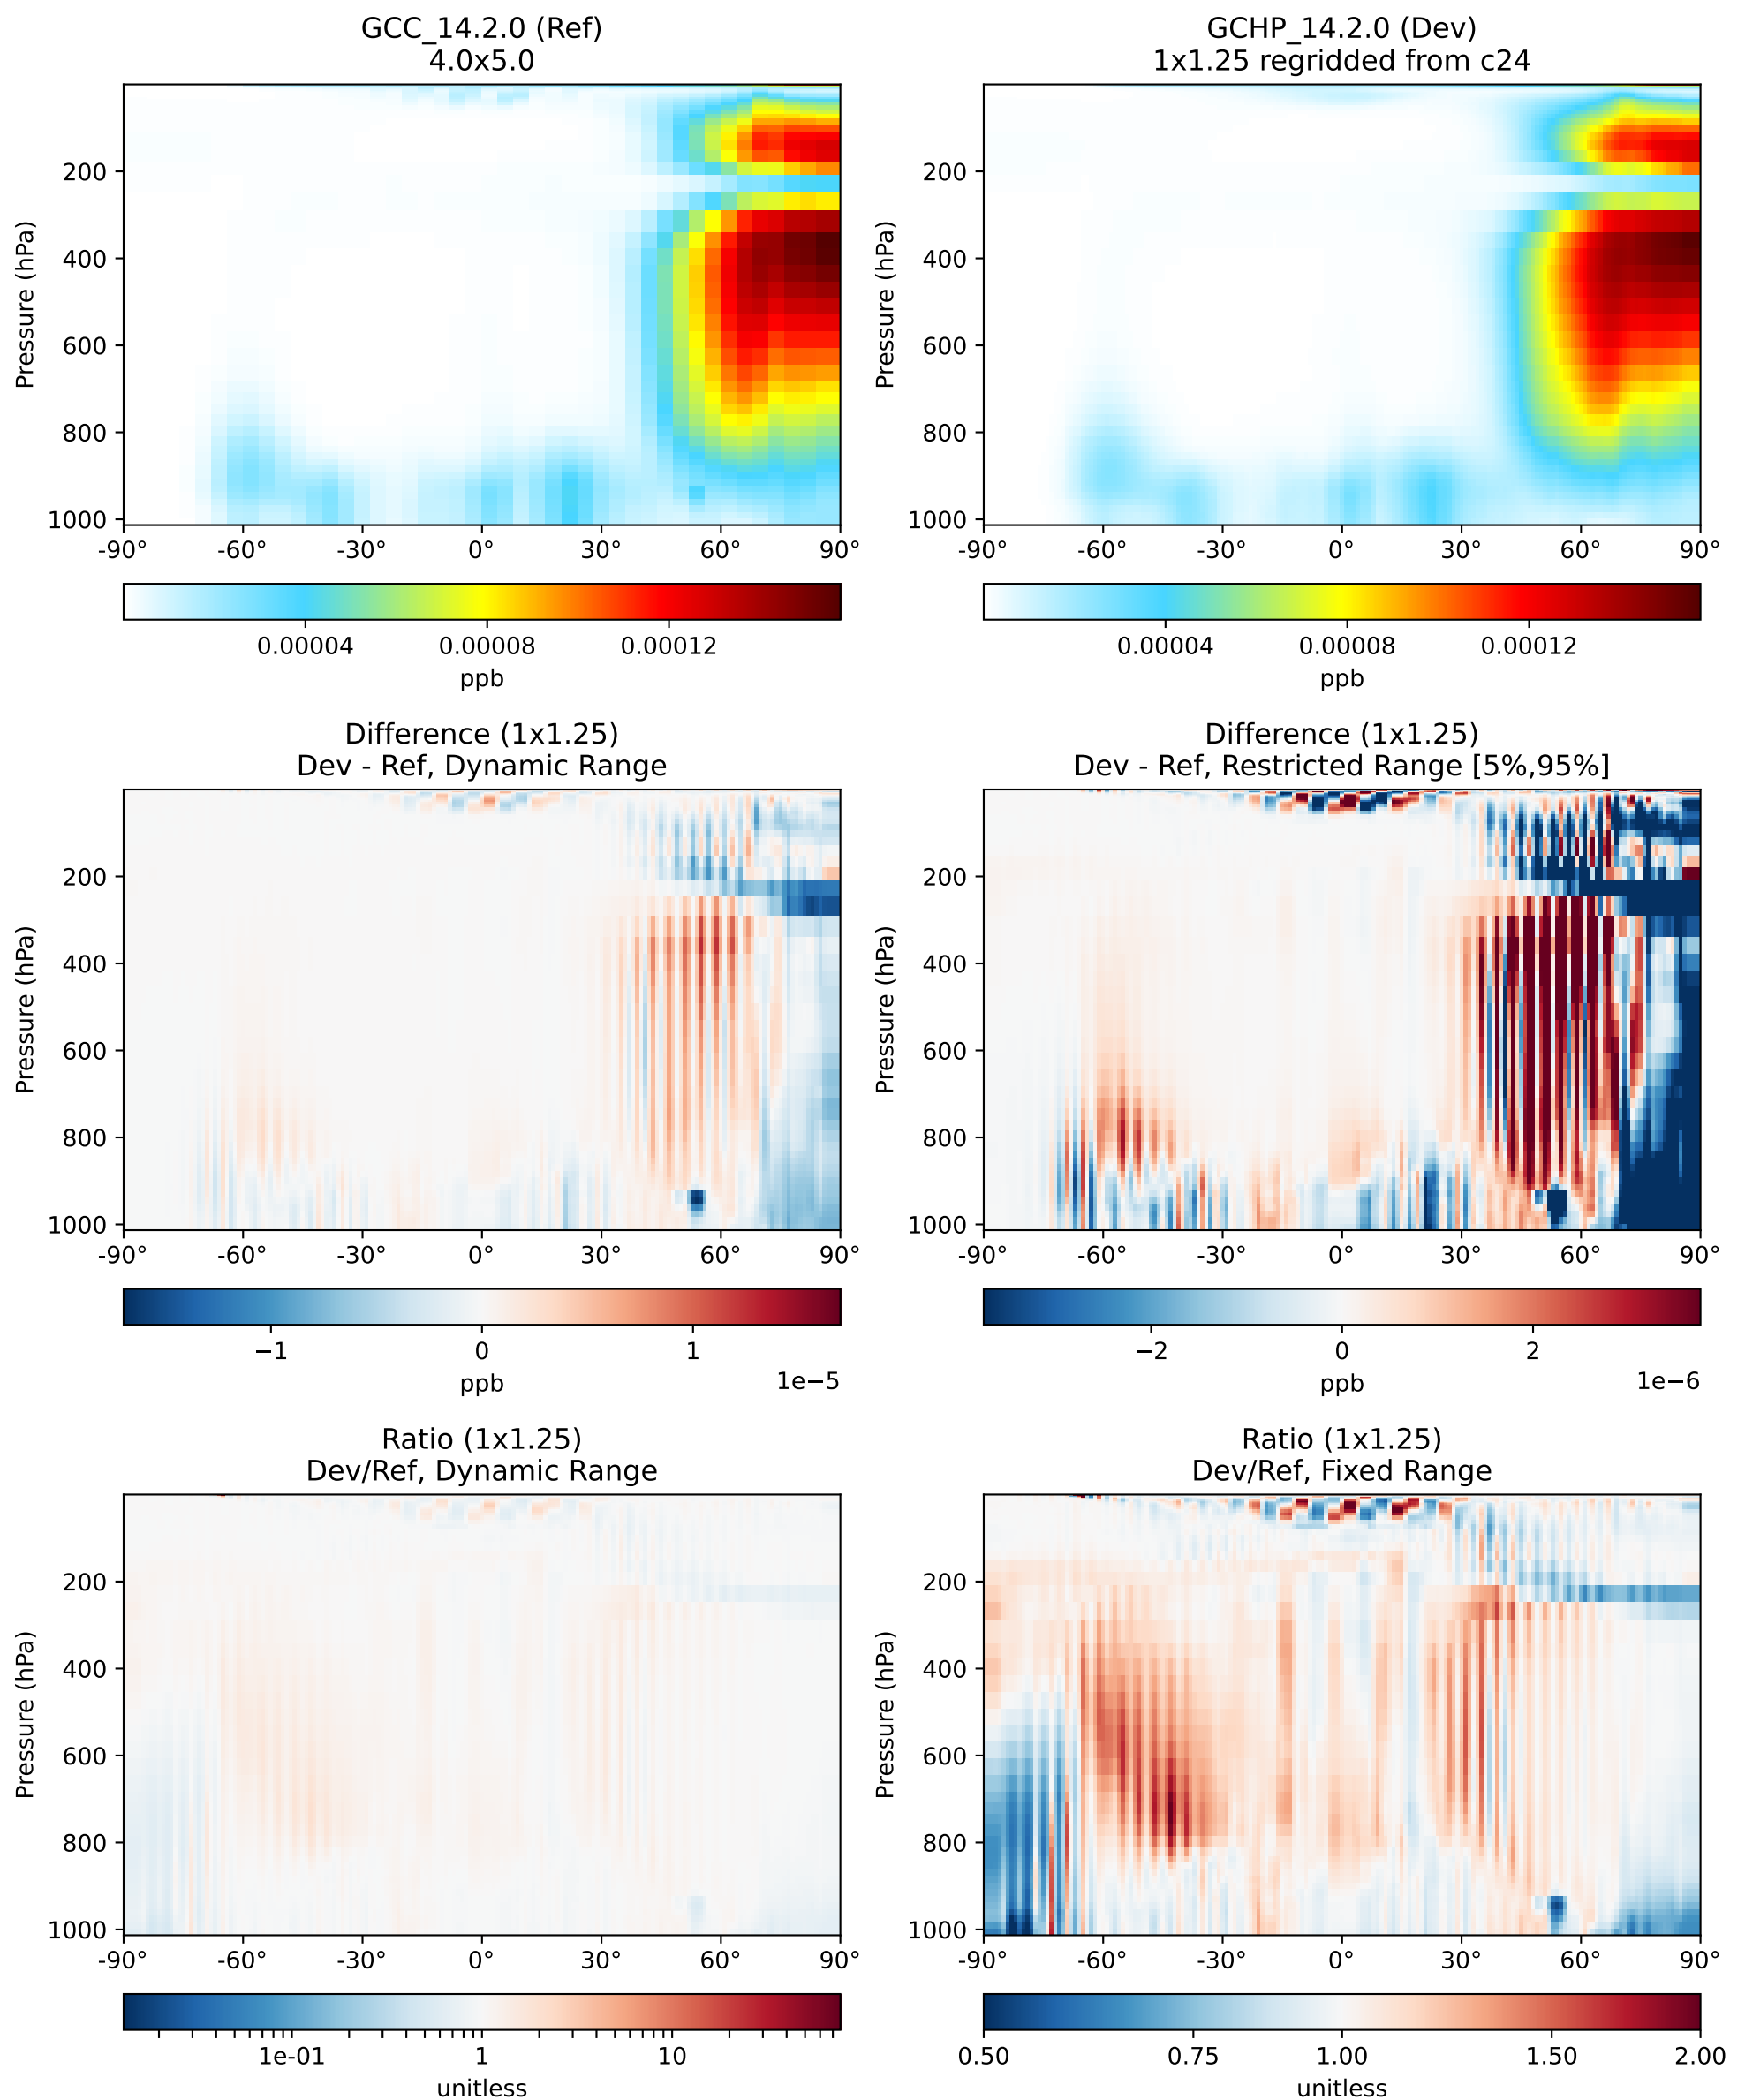 GCC_14.2.0 (Ref)
4.0x5.0
Pressure (hPa)
200
400
600
800
1000
-90° -60° -30° 0° 30° 60° 90°
0.00004 0.00008 0.00012
ppb
GCHP_14.2.0 (Dev)
1x1.25 regridded from c24
Pressure (hPa)
200
400
600
800
1000
-90° -60° -30° 0° 30° 60° 90°
0.00004 0.00008 0.00012
ppb
Difference (1x1.25)
Dev - Ref, Dynamic Range
Pressure (hPa)
200
400
600
800
1000
-90° -60° -30° 0° 30° 60° 90°
−1 0 1
1e−5
ppb
Difference (1x1.25)
Dev - Ref, Restricted Range [5%,95%]
Pressure (hPa)
200
400
600
800
1000
-90° -60° -30° 0° 30° 60° 90°
−2 0 2
1e−6
ppb
Ratio (1x1.25)
Dev/Ref, Dynamic Range
Pressure (hPa)
200
400
600
800
1000
-90° -60° -30° 0° 30° 60° 90°
1e-01 1 10
unitless
Ratio (1x1.25)
Dev/Ref, Fixed Range
Pressure (hPa)
200
400
600
800
1000
-90° -60° -30° 0° 30° 60° 90°
0.50 0.75 1.00 1.50 2.00
unitless